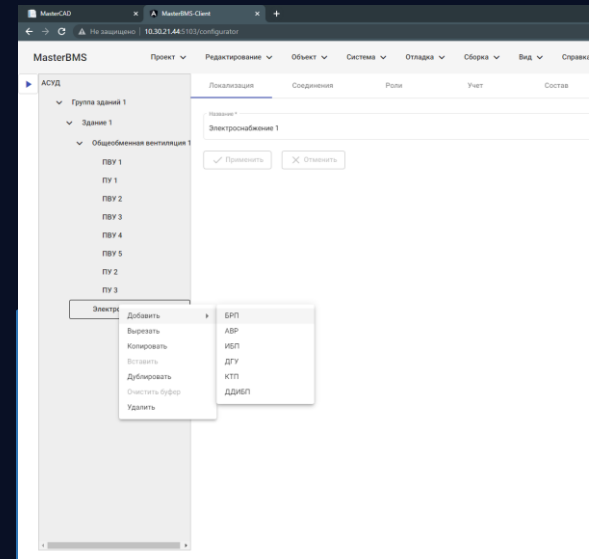 MasterCAD
MasterBMS-Client
Не защищено 10.30.21.44:5103/configurator
MasterBMS Проект Редактирование Объект Система Отладка Сборка Вид Справка
АСУД Локализация Соединения Роли Учет Состав
Группа зданий 1
Здание 1
Общеобменная вентиляция 1
ПВУ 1
ПУ 1
ПВУ 2
ПВУ 3
ПВУ 4
ПВУ 5
ПУ 2
ПУ 3
Электро
Название *
Электроснабжение 1
Применить Отменить
Добавить
Вырезать
Копировать
Вставить
Дублировать
Очистить буфер
Удалить
БРП
АВР
ИБП
ДГУ
КТП
ДДИБП